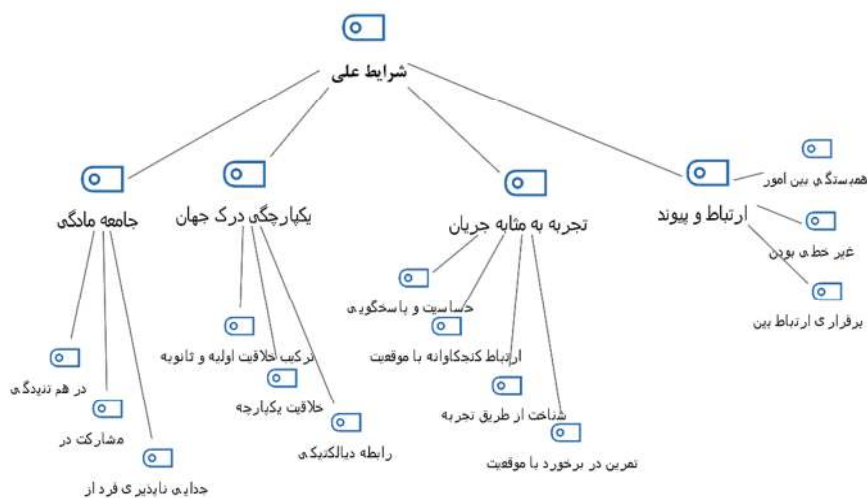 شرایط علی
ارتباط و پیوند
همبستگی بین امور
غیر خطی بودن
برقراری ارتباط بین
تجربه به مثابه جریان
حساسیت و پاسخگویی
ارتباط کنجکاوانه با موقعیت
شناخت از طریق تجربه
تمرین در برخورد با موقعیت
یکپارچگی درک جهان
ترکیب خلاقیت اولیه و ثانویه
خلاقیت یکپارچه
رابطه دیالکتیکی
جامعه مادگی
در هم تنیدگی
مشارکت در
جدایی ناپذیری فرد از